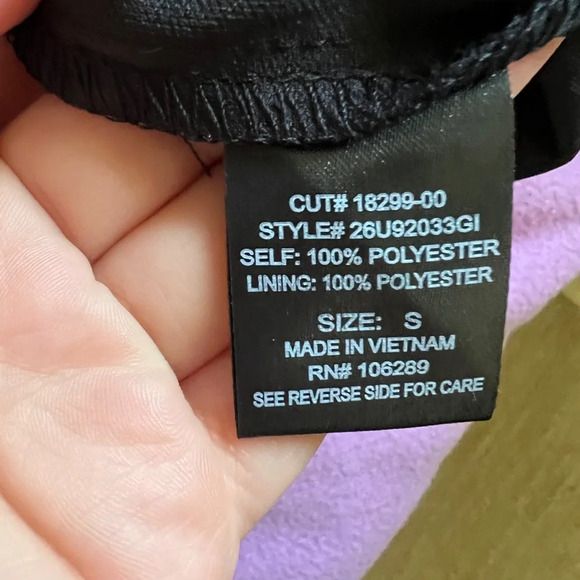 CUT# 18299-00
STYLE# 26U92033GI
SELF: 100% POLYESTER
LINING: 100% POLYESTER
SIZE: S
MADE IN VIETNAM
RN# 106289
SEE REVERSE SIDE FOR CARE